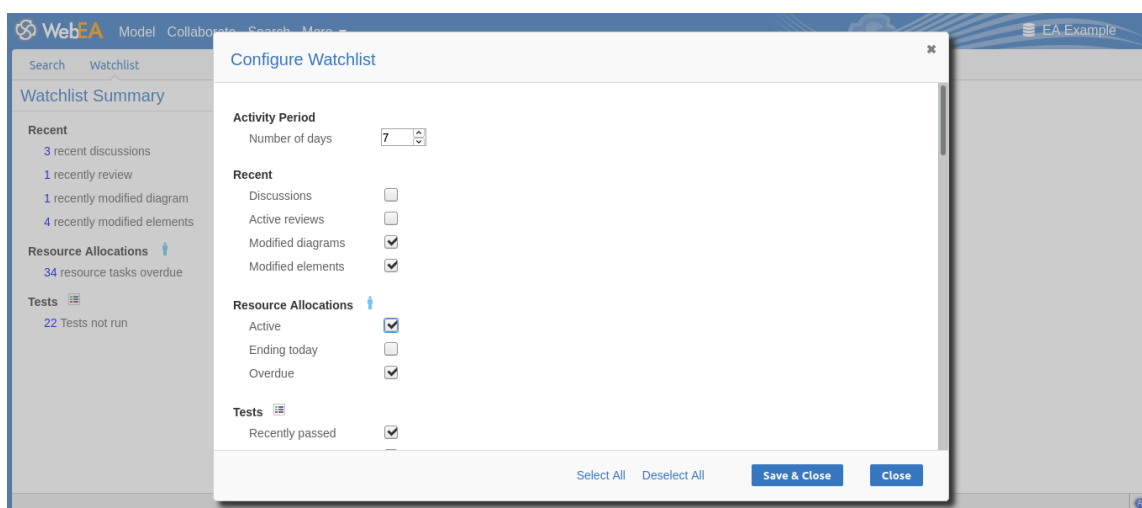 WebEA Model Collaborate Search More
EA Example
Search Watchlist
Watchlist Summary
Recent
3 recent discussions
1 recently review
1 recently modified diagram
4 recently modified elements
Resource Allocations
34 resource tasks overdue
Tests
22 Tests not run
Configure Watchlist
Activity Period
Number of days 7
Recent
Discussions
Active reviews
Modified diagrams
Modified elements
Resource Allocations
Active
Ending today
Overdue
Tests
Recently passed
Select All Deselect All Save & Close Close